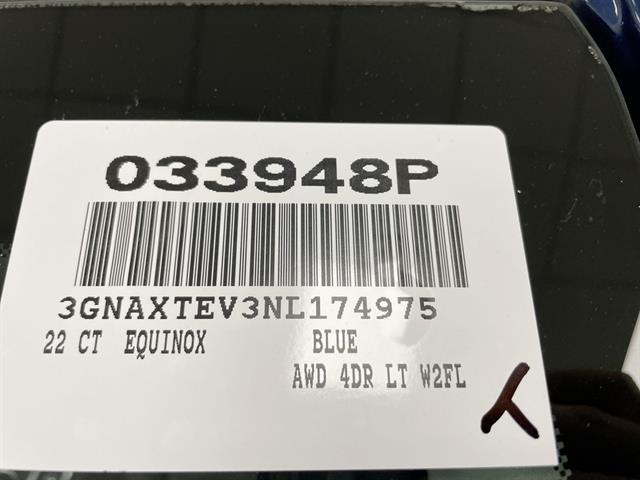 033948P
3GNAXTEV3NL174975
22 CT EQUINOX BLUE
AWD 4DR LT W2FL